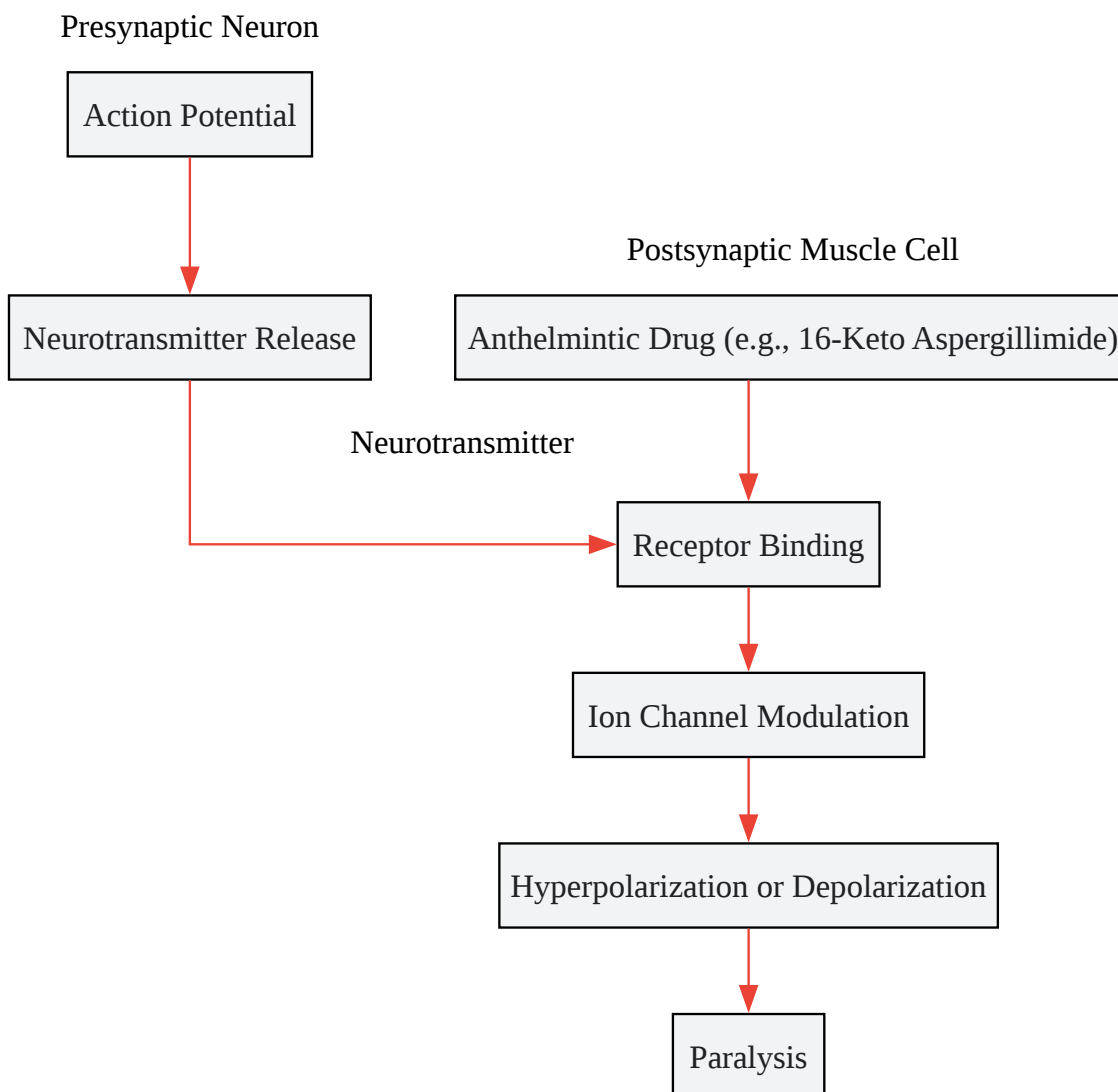 Presynaptic Neuron
Action Potential
Postsynaptic Muscle Cell
Neurotransmitter Release
Anthelmintic Drug (e.g., 16-Keto Aspergillimide)
Neurotransmitter
Receptor Binding
Ion Channel Modulation
Hyperpolarization or Depolarization
Paralysis